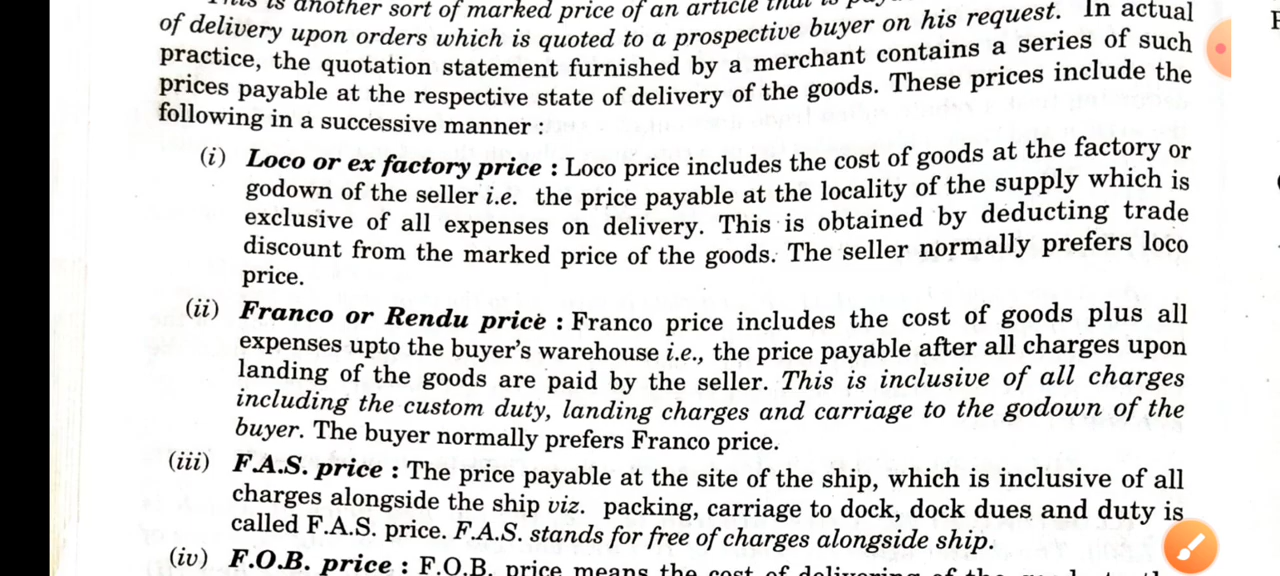 is another sort of marked price of an article that is
of delivery upon orders which is quoted to a prospective buyer on his request. In actual
practice, the quotation statement furnished by a merchant contains a series of such
prices payable at the respective state of delivery of the goods. These prices include the
following in a successive manner :
(i) Loco or ex factory price : Loco price includes the cost of goods at the factory or
godown of the seller i.e. the price payable at the locality of the supply which is
exclusive of all expenses on delivery. This is obtained by deducting trade
discount from the marked price of the goods. The seller normally prefers loco
price.
(ii) Franco or Rendu price : Franco price includes the cost of goods plus all
expenses upto the buyer's warehouse i.e., the price payable after all charges upon
landing of the goods are paid by the seller. This is inclusive of all charges
including the custom duty, landing charges and carriage to the godown of the
buyer. The buyer normally prefers Franco price.
(iii) F.A.S. price : The price payable at the site of the ship, which is inclusive of all
charges alongside the ship viz. packing, carriage to dock, dock dues and duty is
called F.A.S. price. F.A.S. stands for free of charges alongside ship.
(iv) F.O.B. price : F.O.B. price means the cost of